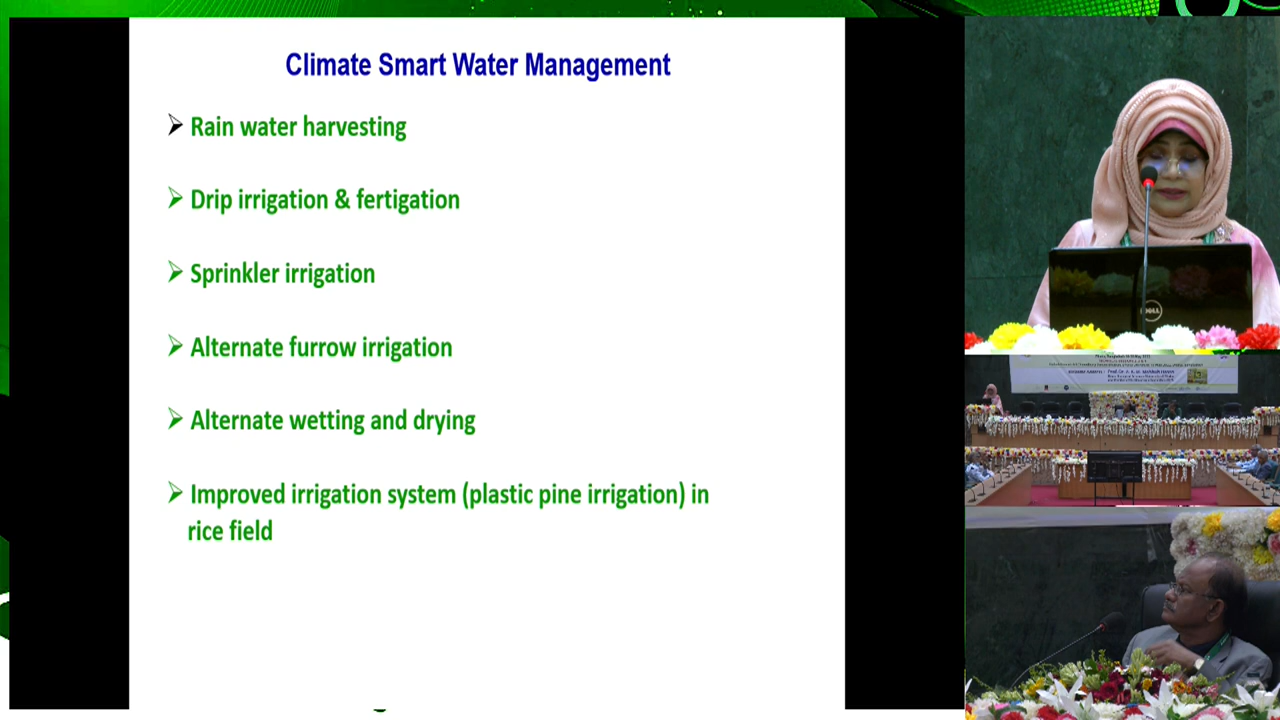 Climate Smart Water Management
Rain water harvesting
Drip irrigation & fertigation
Sprinkler irrigation
Alternate furrow irrigation
Alternate wetting and drying
Improved irrigation system (plastic pine irrigation) in
rice field
DELL